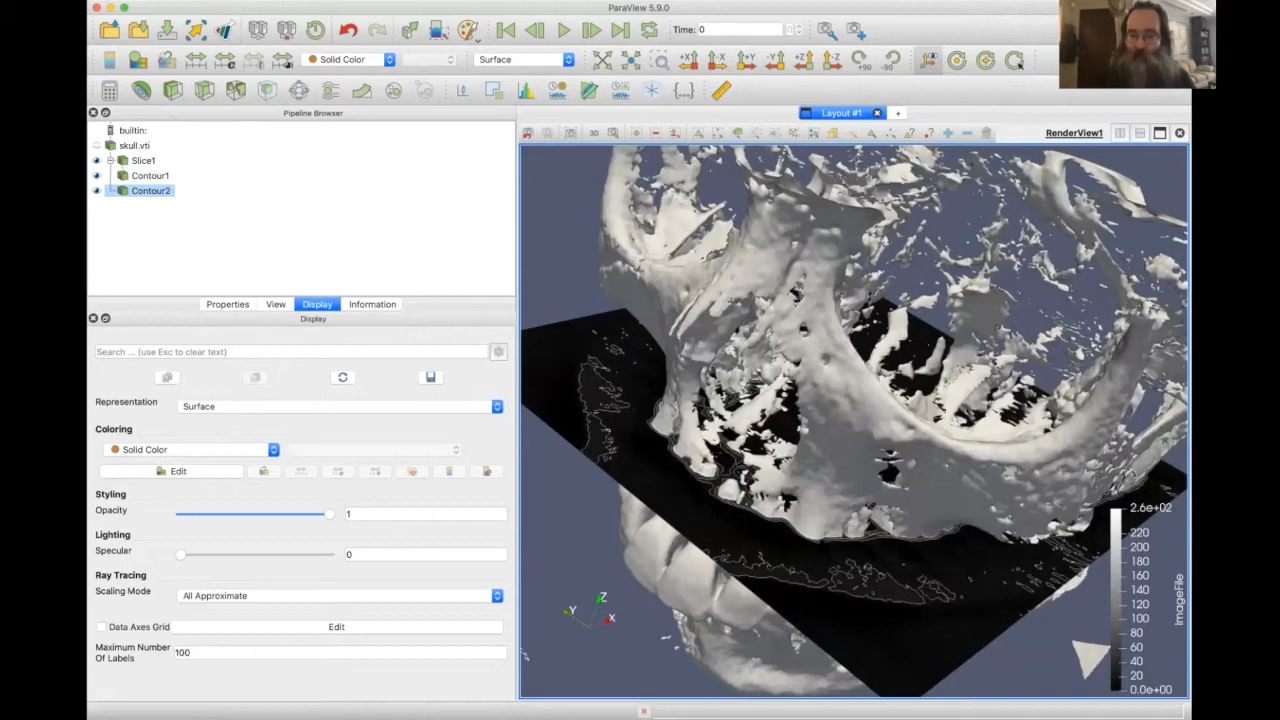 ParaView 5.9.0
Time: 0
Solid Color
Surface
+X -X +Y -Y +Z -Z +90 -90
Pipeline Browser
Layout #1
+
builtin:
skull.vti
Slice1
Contour1
Contour2
3D
RenderView1
Properties
View
Display
Information
Display
Search ... (use Esc to clear text)
Representation
Surface
Coloring
Solid Color
Edit
Styling
Opacity
1
Lighting
Specular
0
Ray Tracing
Scaling Mode
All Approximate
Data Axes Grid
Edit
Maximum Number
Of Labels
100
Z
Y
X
2.6e+02
220
200
180
160
140
120
100
80
60
40
20
0.0e+00
ImageFile